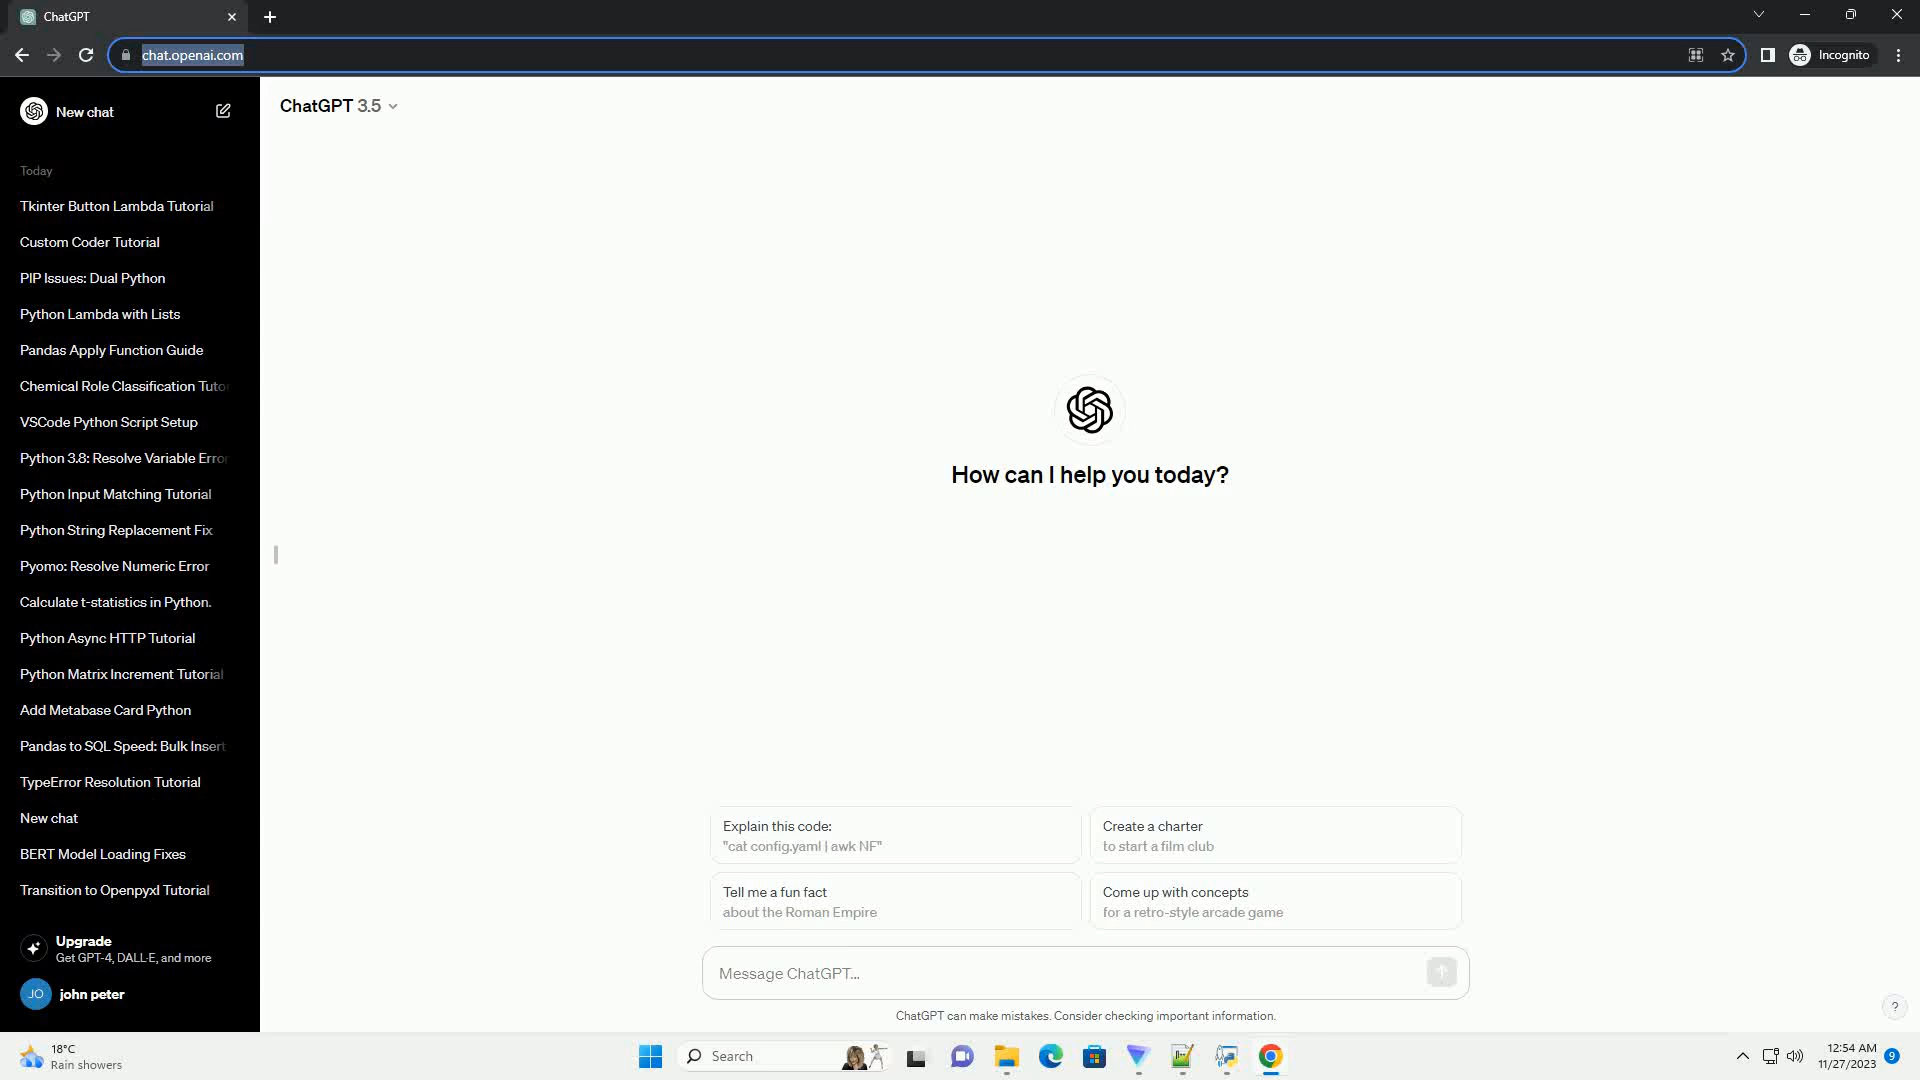 ChatGPT
chat.openai.com
Incognito
New chat
ChatGPT 3.5
Today
Tkinter Button Lambda Tutorial
Custom Coder Tutorial
PIP Issues: Dual Python
Python Lambda with Lists
Pandas Apply Function Guide
Chemical Role Classification Tuto
VSCode Python Script Setup
Python 3.8: Resolve Variable Error
Python Input Matching Tutorial
Python String Replacement Fix
Pyomo: Resolve Numeric Error
Calculate t-statistics in Python.
Python Async HTTP Tutorial
Python Matrix Increment Tutorial
Add Metabase Card Python
Pandas to SQL Speed: Bulk Insert
TypeError Resolution Tutorial
New chat
BERT Model Loading Fixes
Transition to Openpyxl Tutorial
Upgrade
Get GPT-4, DALL·E, and more
JO
john peter
How can I help you today?
Explain this code:
"cat config.yaml | awk NF"
Create a charter
to start a film club
Tell me a fun fact
about the Roman Empire
Come up with concepts
for a retro-style arcade game
Message ChatGPT...
ChatGPT can make mistakes. Consider checking important information.
?
18°C
Rain showers
Search
12:54 AM
11/27/2023
9